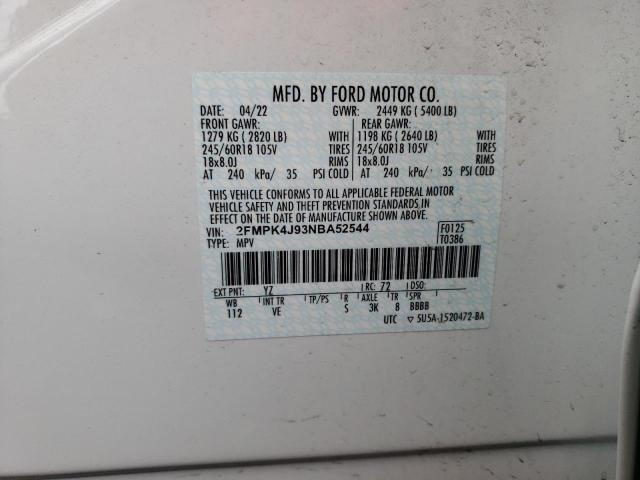 MFD. BY FORD MOTOR CO.
DATE: 04/22 GVWR: 2449 KG ( 5400 LB)
FRONT GAWR: REAR GAWR:
1279 KG ( 2820 LB) WITH 1198 KG ( 2640 LB) WITH
245/60R18 105V TIRES 245/60R18 105V TIRES
18x8.0J RIMS 18x8.0J RIMS
AT 240 kPa/ 35 PSI COLD AT 240 kPa/ 35 PSI COLD
THIS VEHICLE CONFORMS TO ALL APPLICABLE FEDERAL MOTOR
VEHICLE SAFETY AND THEFT PREVENTION STANDARDS IN
EFFECT ON THE DATE OF MANUFACTURE SHOWN ABOVE.
VIN: 2FMPK4J93NBA52544 F0125
TYPE: MPV T0386
EXT PNT: YZ RC: 72 DSO:
WB INT TR TP/PS R AXLE TR SPR
112 VE S 3K 8 BBBB
UTC ▽ 5U5A-1520472-BA